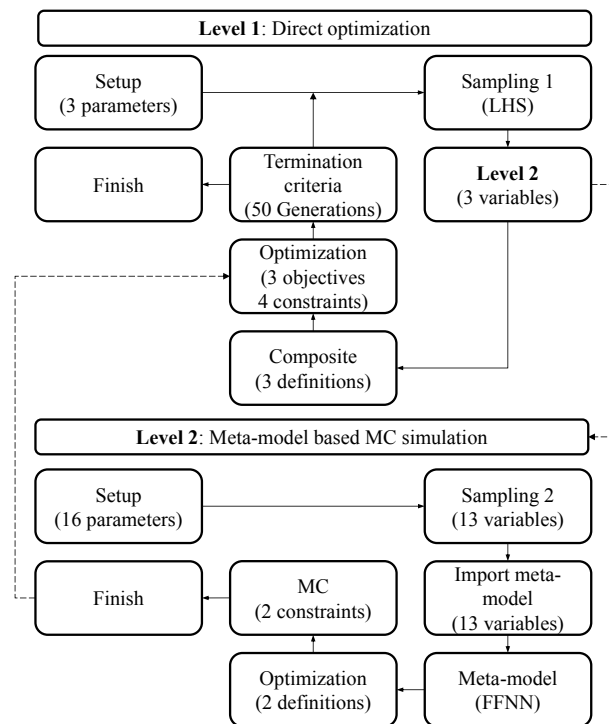 Level 1: Direct optimization
Setup
(3 parameters)
Sampling 1
(LHS)
Finish
Termination
criteria
(50 Generations)
Level 2
(3 variables)
Optimization
(3 objectives
4 constraints)
Composite
(3 definitions)
Level 2: Meta-model based MC simulation
Setup
(16 parameters)
Sampling 2
(13 variables)
Finish
MC
(2 constraints)
Import meta-
model
(13 variables)
Optimization
(2 definitions)
Meta-model
(FFNN)